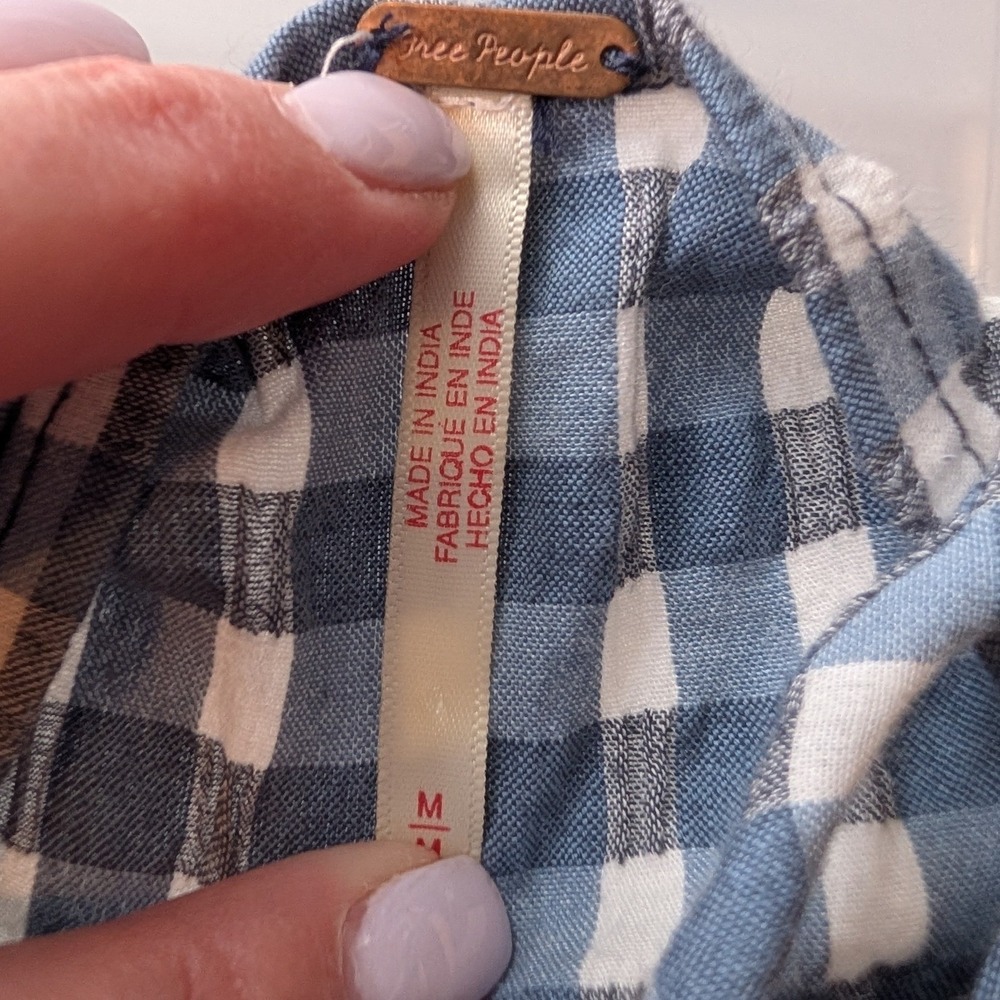 Free People
MADE IN INDIA
FABRIQUÉ EN INDE
HECHO EN INDIA
M|